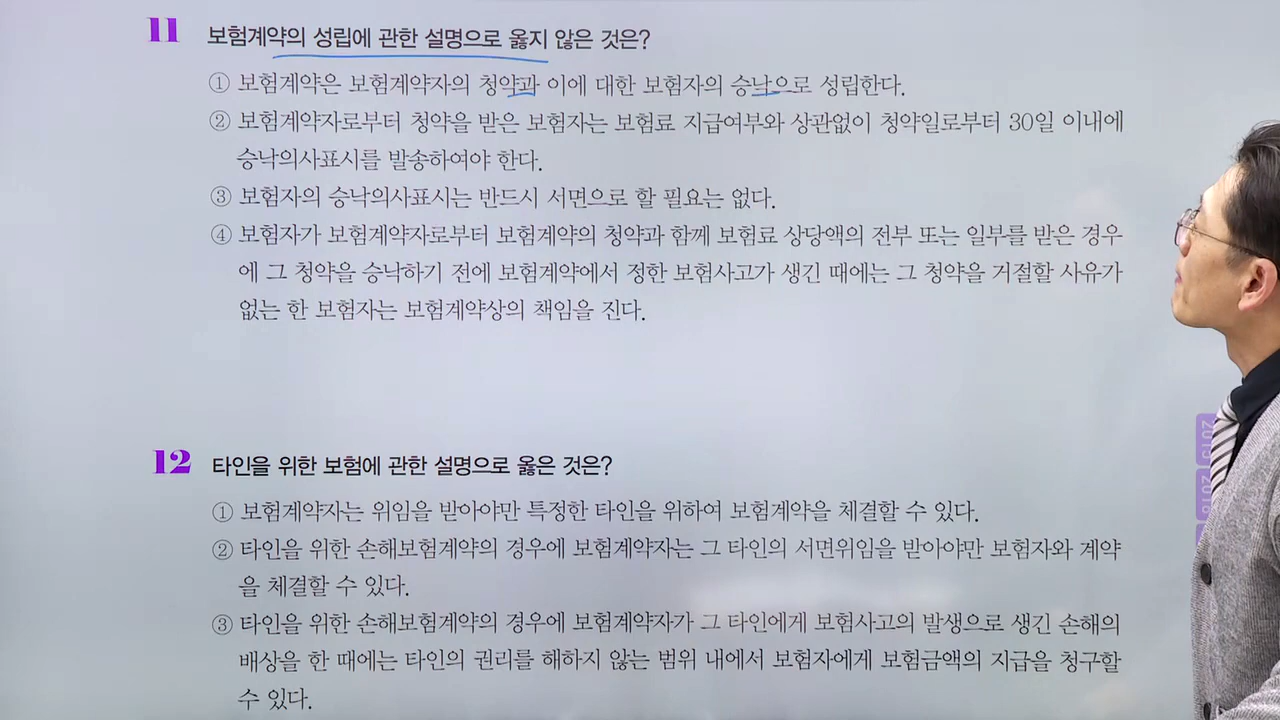 11 보험계약의 성립에 관한 설명으로 옳지 않은 것은?
① 보험계약은 보험계약자의 청약과 이에 대한 보험자의 승낙으로 성립한다.
② 보험계약자로부터 청약을 받은 보험자는 보험료 지급여부와 상관없이 청약일로부터 30일 이내에
승낙의사표시를 발송하여야 한다.
③ 보험자의 승낙의사표시는 반드시 서면으로 할 필요는 없다.
④ 보험자가 보험계약자로부터 보험계약의 청약과 함께 보험료 상당액의 전부 또는 일부를 받은 경우
에 그 청약을 승낙하기 전에 보험계약에서 정한 보험사고가 생긴 때에는 그 청약을 거절할 사유가
없는 한 보험자는 보험계약상의 책임을 진다.
12 타인을 위한 보험에 관한 설명으로 옳은 것은?
① 보험계약자는 위임을 받아야만 특정한 타인을 위하여 보험계약을 체결할 수 있다.
② 타인을 위한 손해보험계약의 경우에 보험계약자는 그 타인의 서면위임을 받아야만 보험자와 계약
을 체결할 수 있다.
③ 타인을 위한 손해보험계약의 경우에 보험계약자가 그 타인에게 보험사고의 발생으로 생긴 손해의
배상을 한 때에는 타인의 권리를 해하지 않는 범위 내에서 보험자에게 보험금액의 지급을 청구할
수 있다.